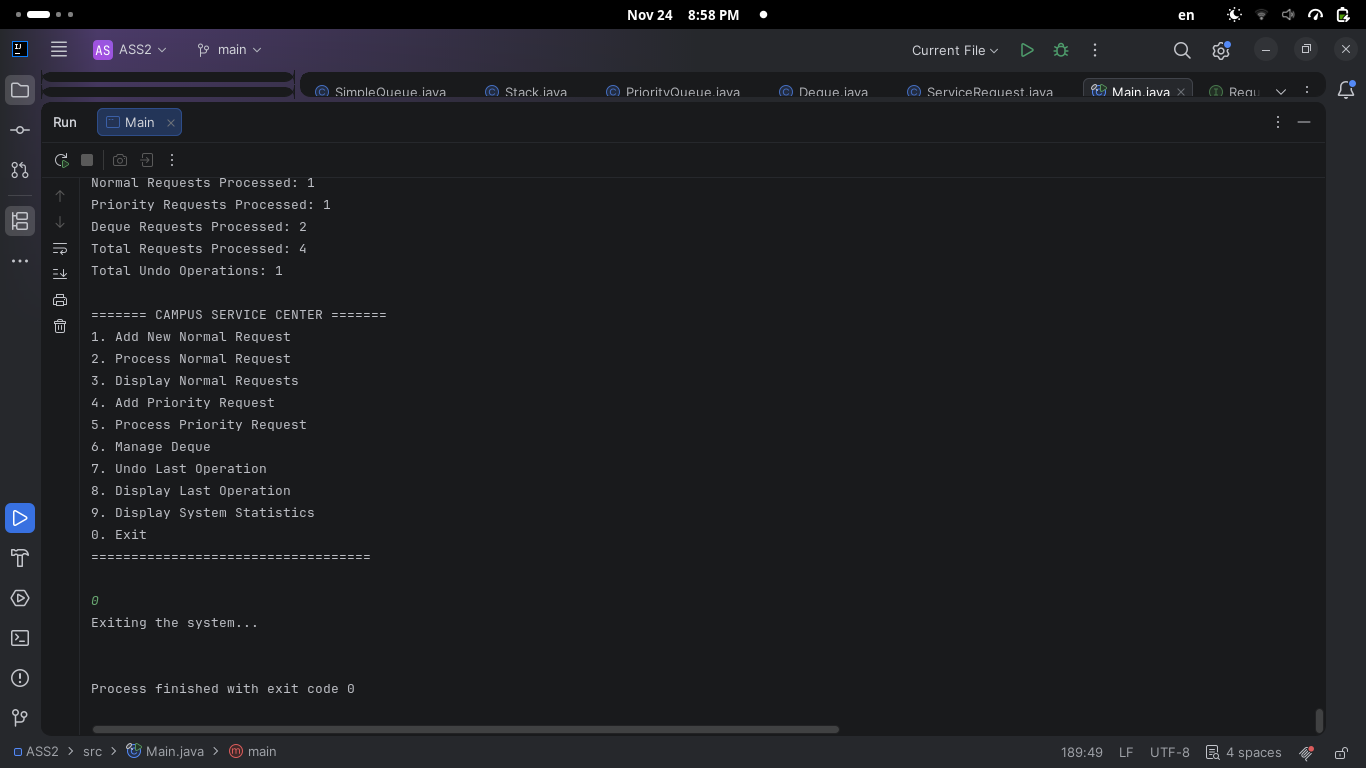 Nov 24 8:58 PM
en
AS ASS2 main
Current File
SimpleQueue.java Stack.java PriorityQueue.java Deque.java ServiceRequest.java Main.java Requ
Run Main
Normal Requests Processed: 1
Priority Requests Processed: 1
Deque Requests Processed: 2
Total Requests Processed: 4
Total Undo Operations: 1
======= CAMPUS SERVICE CENTER =======
1. Add New Normal Request
2. Process Normal Request
3. Display Normal Requests
4. Add Priority Request
5. Process Priority Request
6. Manage Deque
7. Undo Last Operation
8. Display Last Operation
9. Display System Statistics
0. Exit
===================================
0
Exiting the system...
Process finished with exit code 0
ASS2 > src > Main.java > main
189:49 LF UTF-8 4 spaces